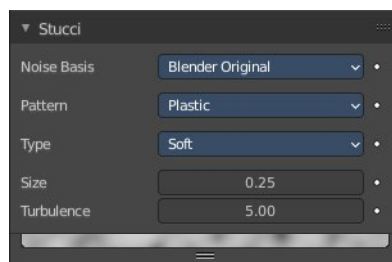 Stucci
Noise Basis Blender Original
Pattern Plastic
Type Soft
Size 0.25
Turbulence 5.00